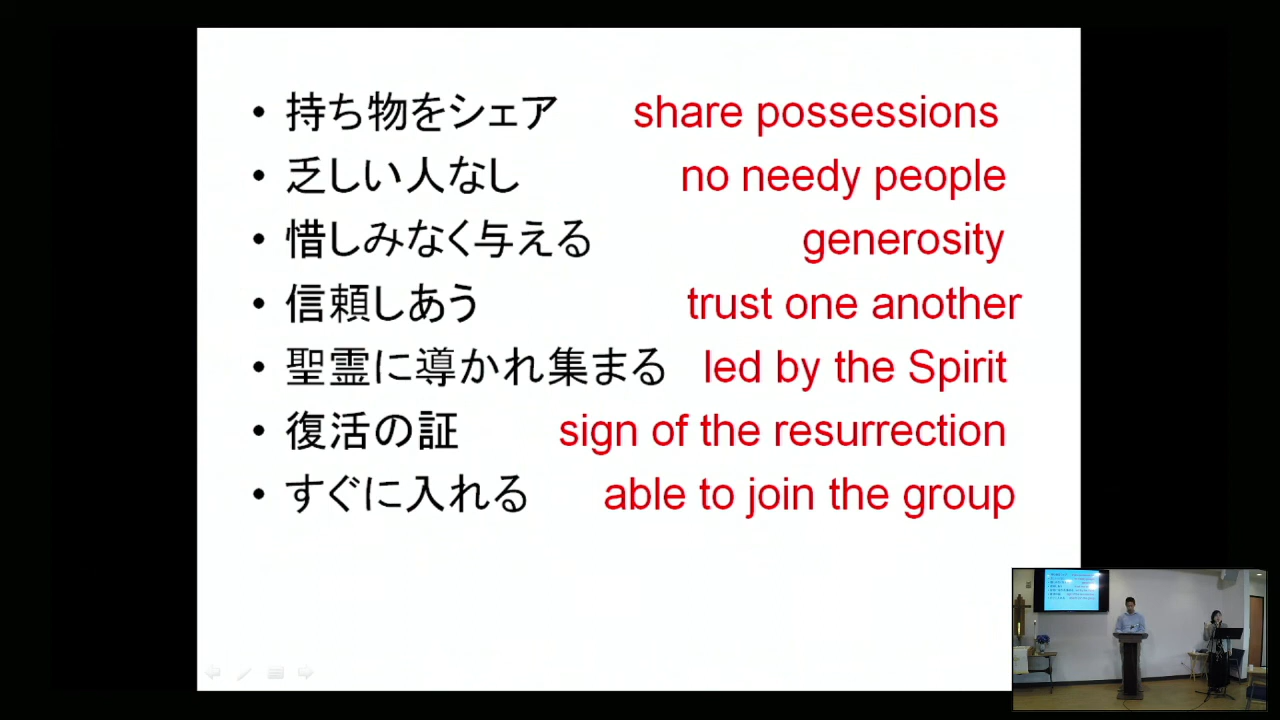 • 持ち物をシェア share possessions
• 乏しい人なし no needy people
• 惜しみなく与える generosity
• 信頼しあう trust one another
• 聖霊に導かれ集まる led by the Spirit
• 復活の証 sign of the resurrection
• すぐに入れる able to join the group